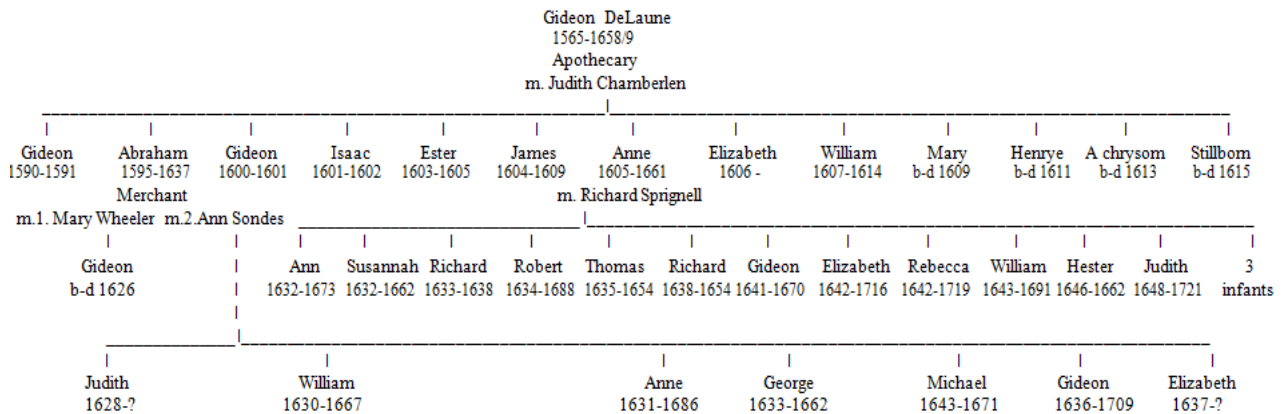 Gideon DeLaune
1565-1658/9
Apothecary
m. Judith Chamberlen
Gideon Abraham Gideon Isaac Ester James Anne Elizabeth William Mary Henrye A chrysom Stillborn
1590-1591 1595-1637 1600-1601 1601-1602 1603-1605 1604-1609 1605-1661 1606 - 1607-1614 b-d 1609 b-d 1611 b-d 1613 b-d 1615
Merchant m. Richard Sprignell
m.1. Mary Wheeler m.2.Ann Sondes
Gideon Ann Susannah Richard Robert Thomas Richard Gideon Elizabeth Rebecca William Hester Judith 3
b-d 1626 1632-1673 1632-1662 1633-1638 1634-1688 1635-1654 1638-1654 1641-1670 1642-1716 1642-1719 1643-1691 1646-1662 1648-1721 infants
Judith William Anne George Michael Gideon Elizabeth
1628-? 1630-1667 1631-1686 1633-1662 1643-1671 1636-1709 1637-?